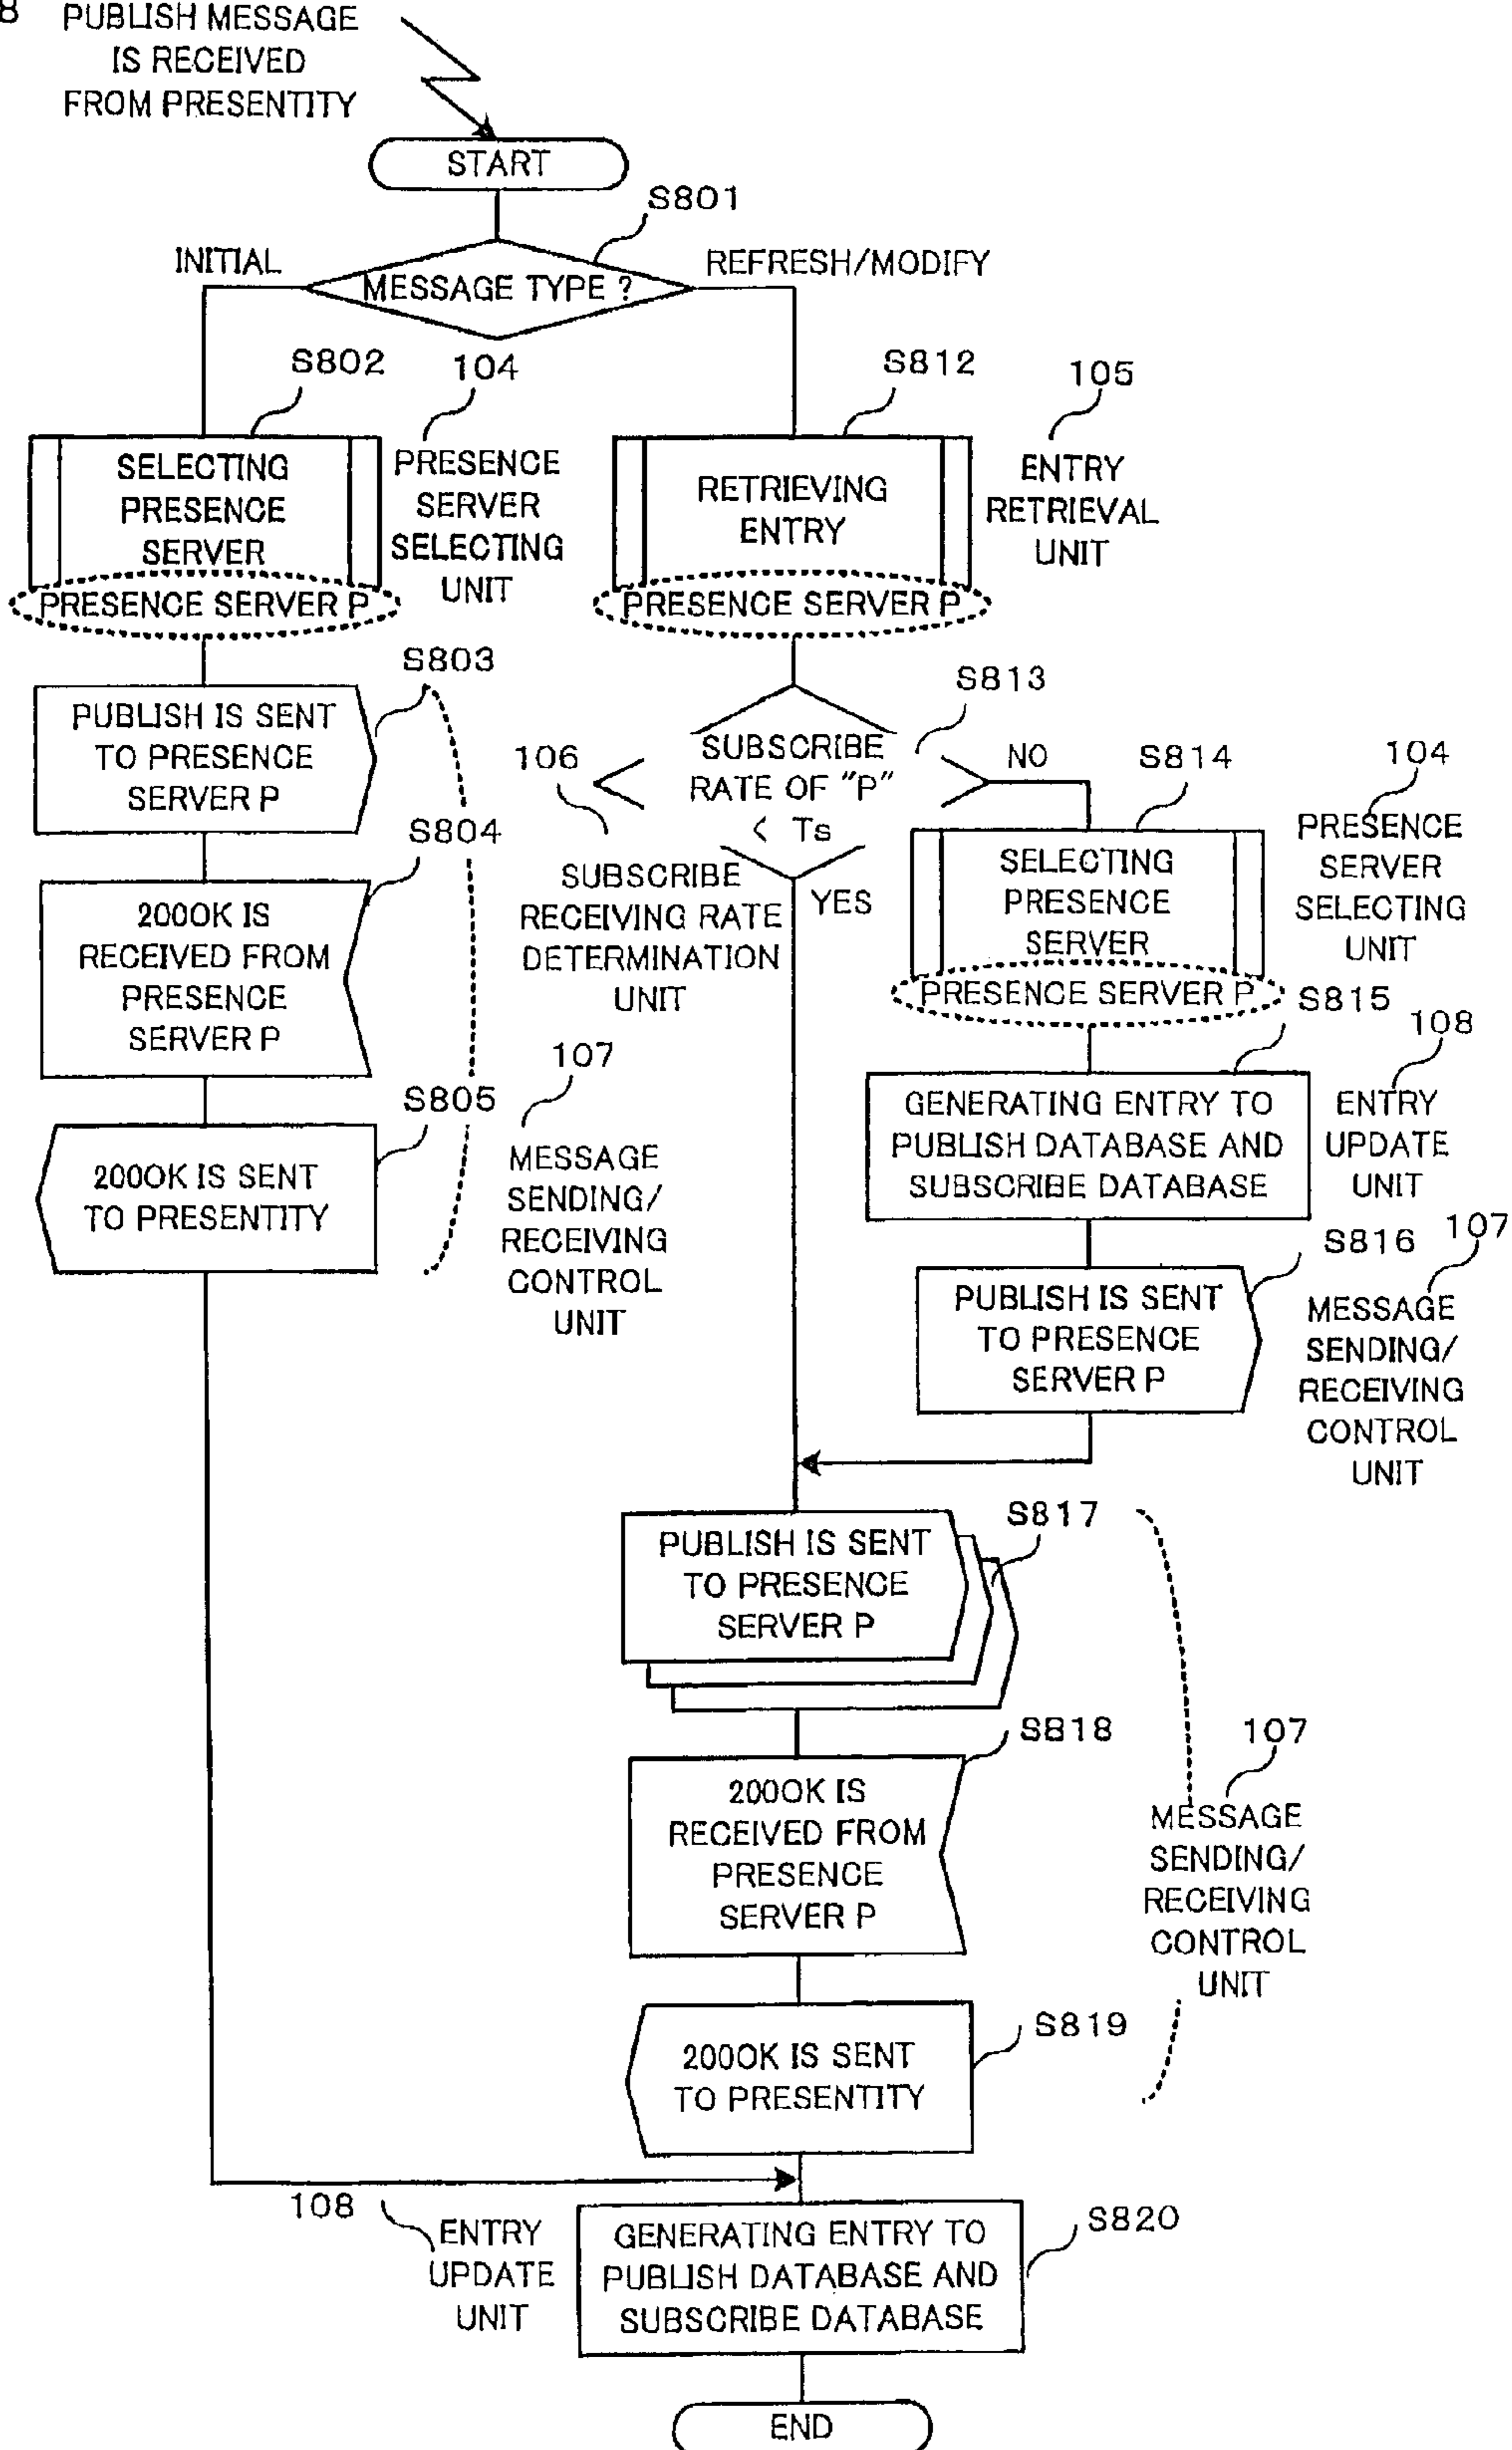 8
PUBLISH MESSAGE
IS RECEIVED
FROM PRESENTITY
START
S801
INITIAL
MESSAGE TYPE ?
REFRESH/MODIFY
S802
104
SELECTING
PRESENCE
SERVER
PRESENCE SERVER P
PRESENCE
SERVER
SELECTING
UNIT
S812
105
RETRIEVING
ENTRY
PRESENCE SERVER P
ENTRY
RETRIEVAL
UNIT
S803
PUBLISH IS SENT
TO PRESENCE
SERVER P
S804
200OK IS
RECEIVED FROM
PRESENCE
SERVER P
S805
200OK IS SENT
TO PRESENTITY
107
MESSAGE
SENDING/
RECEIVING
CONTROL
UNIT
S813
SUBSCRIBE
RATE OF "P"
< Ts
106
SUBSCRIBE
RECEIVING RATE
DETERMINATION
UNIT
NO
YES
S814
104
SELECTING
PRESENCE
SERVER
PRESENCE SERVER P
PRESENCE
SERVER
SELECTING
UNIT
S815
108
GENERATING ENTRY TO
PUBLISH DATABASE AND
SUBSCRIBE DATABASE
ENTRY
UPDATE
UNIT
S816
107
PUBLISH IS SENT
TO PRESENCE
SERVER P
MESSAGE
SENDING/
RECEIVING
CONTROL
UNIT
S817
PUBLISH IS SENT
TO PRESENCE
SERVER P
S818
200OK IS
RECEIVED FROM
PRESENCE
SERVER P
107
MESSAGE
SENDING/
RECEIVING
CONTROL
UNIT
S819
200OK IS SENT
TO PRESENTITY
108
ENTRY
UPDATE
UNIT
S820
GENERATING ENTRY TO
PUBLISH DATABASE AND
SUBSCRIBE DATABASE
END